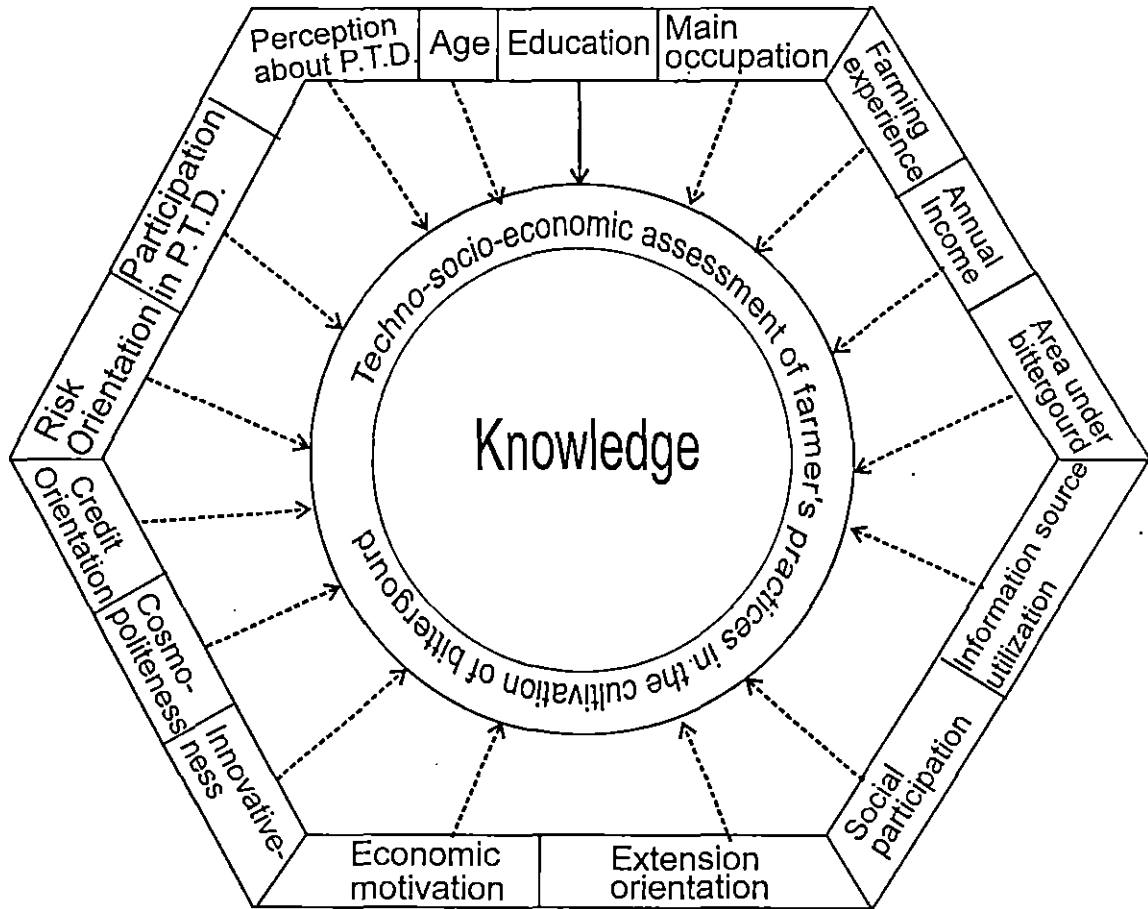 Perception
about P.T.D.
Age
Education
Main
occupation
Farming
experience
Annual
Income
Area under
bittergourd
Information source
utilization
Social
participation
Extension
orientation
Economic
motivation
Innovative-
ness
Cosmo-
politeness
Credit
Orientation
Risk
Orientation
Participation
in P.T.D.
Techno-socio-economic assessment of farmer's practices in the cultivation of bittergourd
Knowledge